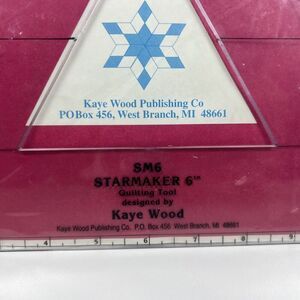 Kaye Wood Publishing Co
PO Box 456, West Branch, MI 48661
SM6
STARMAKER 6™
Quilting Tool
designed by
Kaye Wood
Kaye Wood Publishing Co. P.O. Box 456 West Branch, MI 48661
4 5 6 7 8 9